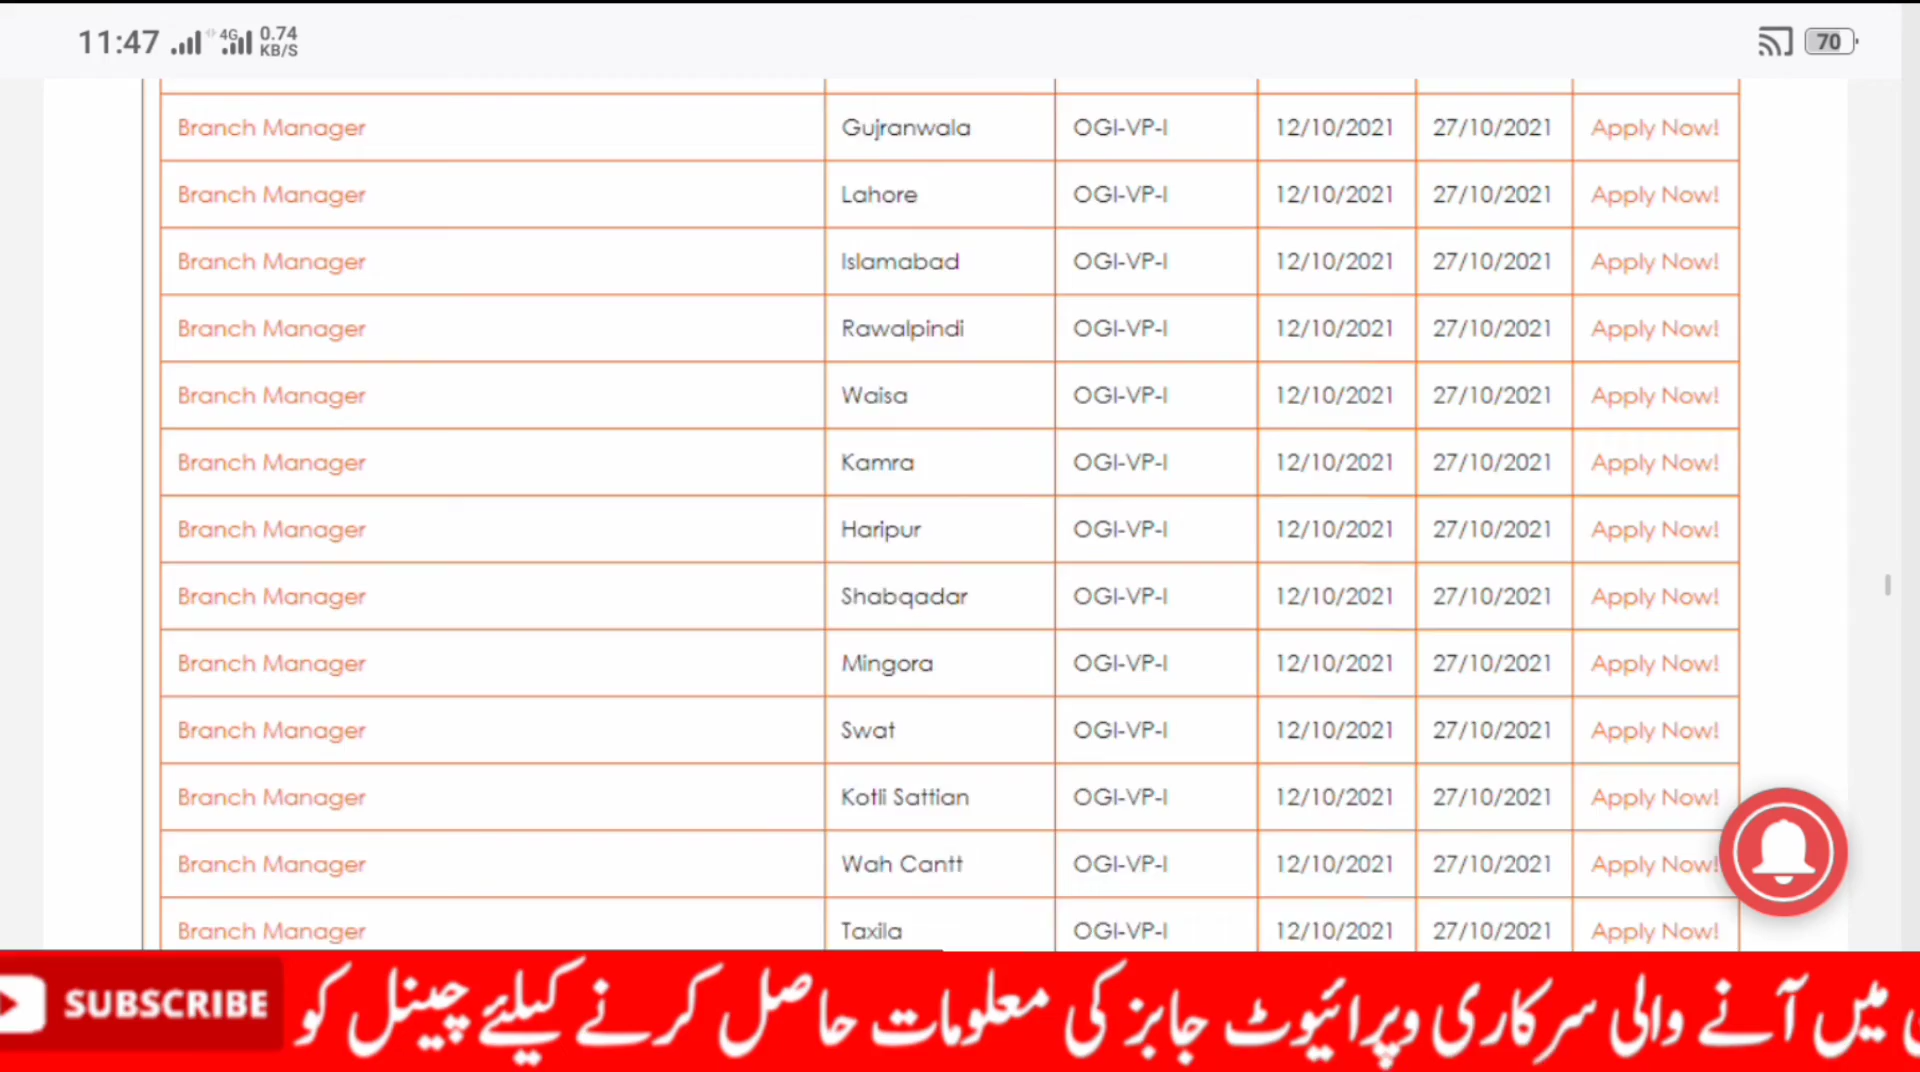 11:47 4G 0.74 KB/S 70
Branch Manager Gujranwala OGI-VP-I 12/10/2021 27/10/2021 Apply Now!
Branch Manager Lahore OGI-VP-I 12/10/2021 27/10/2021 Apply Now!
Branch Manager Islamabad OGI-VP-I 12/10/2021 27/10/2021 Apply Now!
Branch Manager Rawalpindi OGI-VP-I 12/10/2021 27/10/2021 Apply Now!
Branch Manager Waisa OGI-VP-I 12/10/2021 27/10/2021 Apply Now!
Branch Manager Kamra OGI-VP-I 12/10/2021 27/10/2021 Apply Now!
Branch Manager Haripur OGI-VP-I 12/10/2021 27/10/2021 Apply Now!
Branch Manager Shabqadar OGI-VP-I 12/10/2021 27/10/2021 Apply Now!
Branch Manager Mingora OGI-VP-I 12/10/2021 27/10/2021 Apply Now!
Branch Manager Swat OGI-VP-I 12/10/2021 27/10/2021 Apply Now!
Branch Manager Kotli Sattian OGI-VP-I 12/10/2021 27/10/2021 Apply Now!
Branch Manager Wah Cantt OGI-VP-I 12/10/2021 27/10/2021 Apply Now!
Branch Manager Taxila OGI-VP-I 12/10/2021 27/10/2021 Apply Now!
میں آنے والی سرکاری وپرائیوٹ جابز کی معلومات حاصل کرنے کیلئے چینل کو SUBSCRIBE